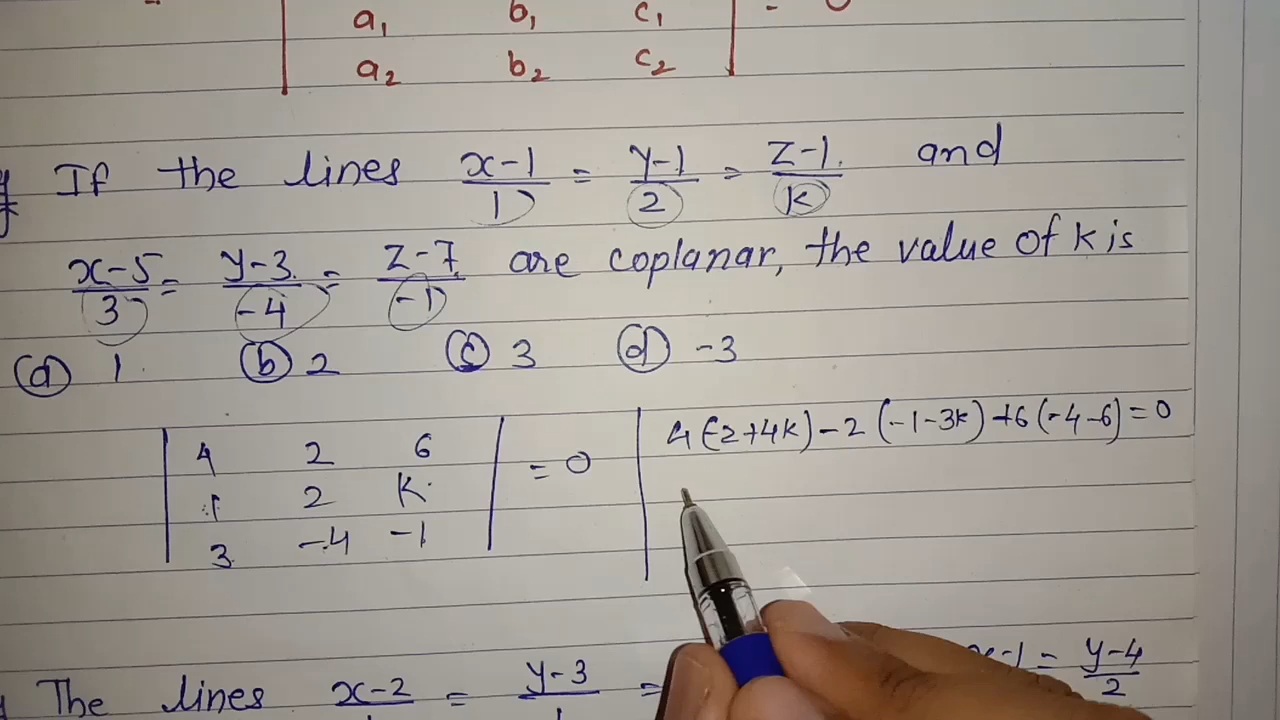 a₁ b₁ c₁ = 0
a₂ b₂ c₂
If the lines x-1/1 = y-1/2 = z-1/k and
x-5/3 = y-3/-4 = z-7/-1 are coplanar, the value of k is
(a) 1 (b) 2 (c) 3 (d) -3
4 2 6
1 2 K = 0
3 -4 -1
4(-2+4k)-2(-1-3k)+6(-4-6)=0
The lines x-2 = y-3 = x-1 = y-4/2